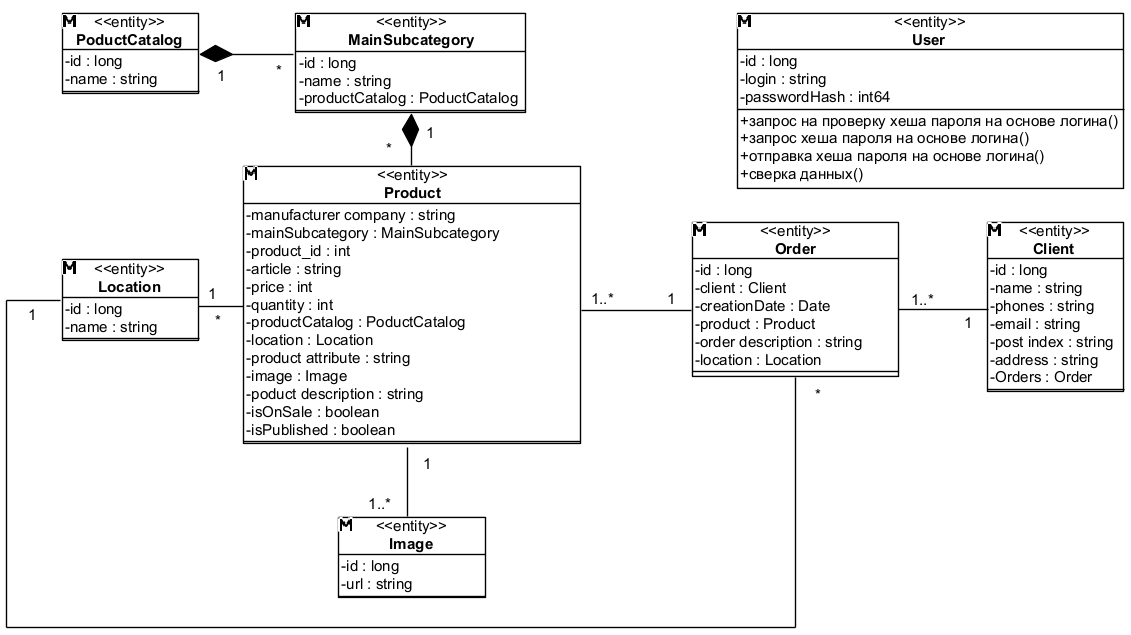 M <<entity>>
PoductCatalog
-id : long
-name : string
1
*
M <<entity>>
MainSubcategory
-id : long
-name : string
-productCatalog : PoductCatalog
1
*
M <<entity>>
User
-id : long
-login : string
-passwordHash : int64
+запрос на проверку хеша пароля на основе логина()
+запрос хеша пароля на основе логина()
+отправка хеша пароля на основе логина()
+сверка данных()
M <<entity>>
Product
-manufacturer company : string
-mainSubcategory : MainSubcategory
-product_id : int
-article : string
-price : int
-quantity : int
-productCatalog : PoductCatalog
-location : Location
-product attribute : string
-image : Image
-poduct description : string
-isOnSale : boolean
-isPublished : boolean
M <<entity>>
Location
-id : long
-name : string
1
1
*
1..*
1
M <<entity>>
Order
-id : long
-client : Client
-creationDate : Date
-product : Product
-order description : string
-location : Location
*
1..*
1
M <<entity>>
Client
-id : long
-name : string
-phones : string
-email : string
-post index : string
-address : string
-Orders : Order
1
1..*
M <<entity>>
Image
-id : long
-url : string